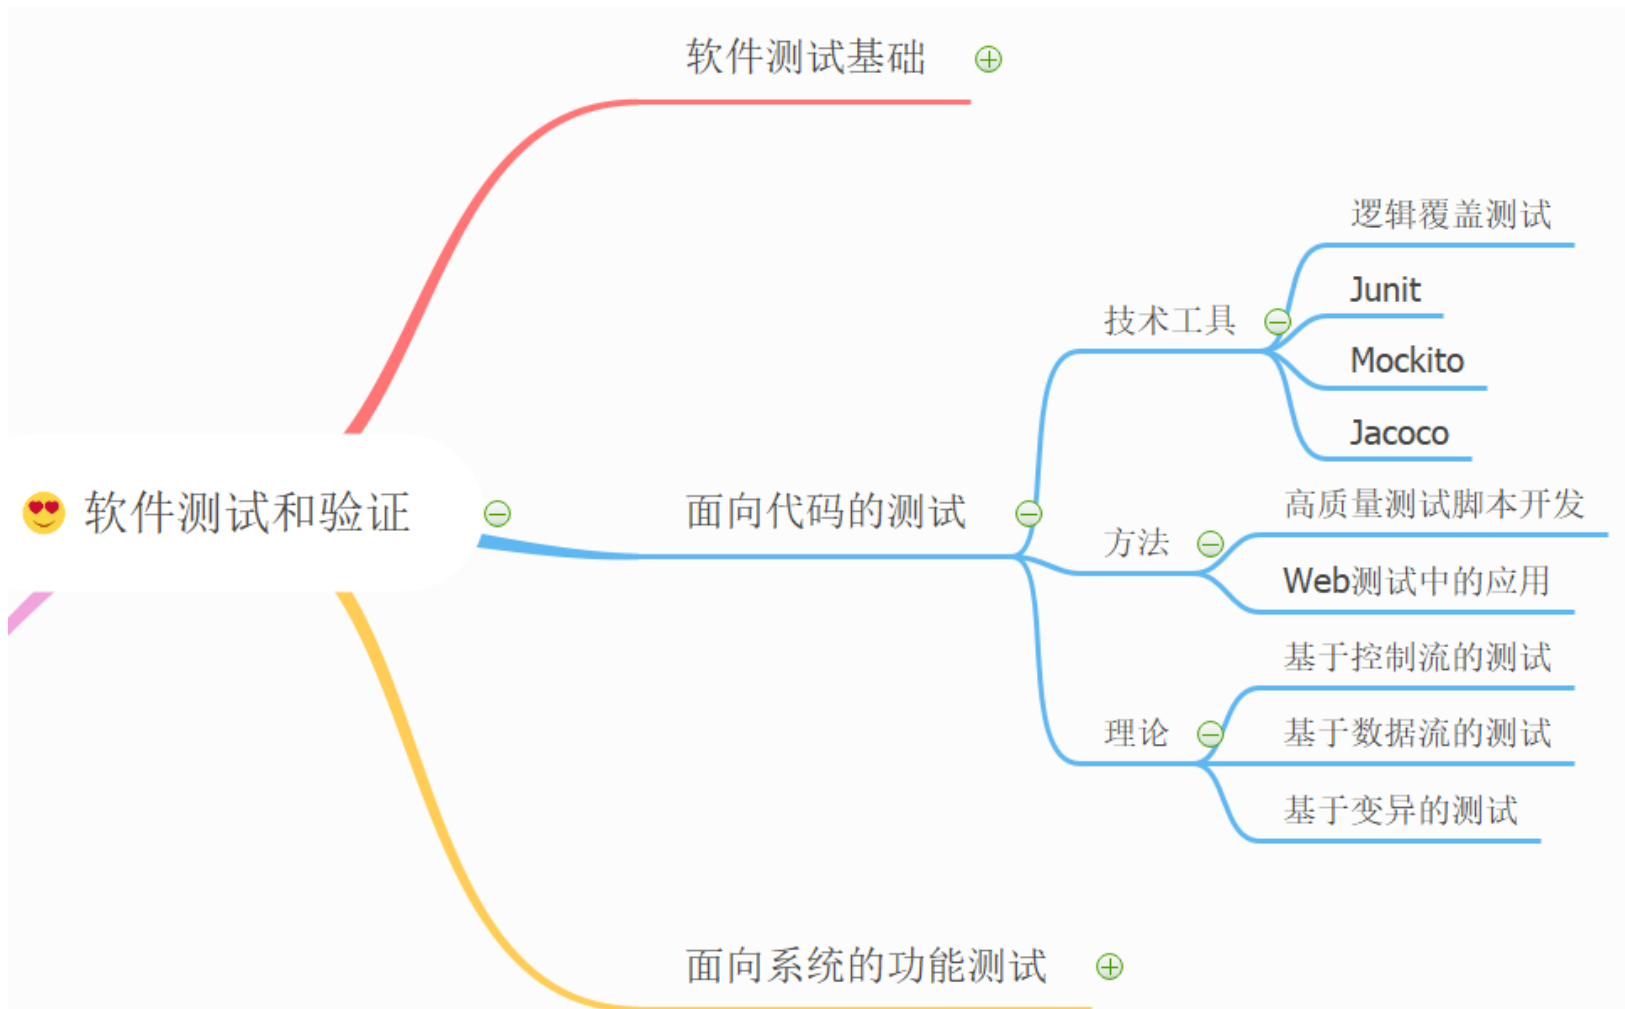 软件测试基础
逻辑覆盖测试
Junit
技术工具
Mockito
Jacoco
软件测试和验证
面向代码的测试
高质量测试脚本开发
方法
Web测试中的应用
基于控制流的测试
理论
基于数据流的测试
基于变异的测试
面向系统的功能测试